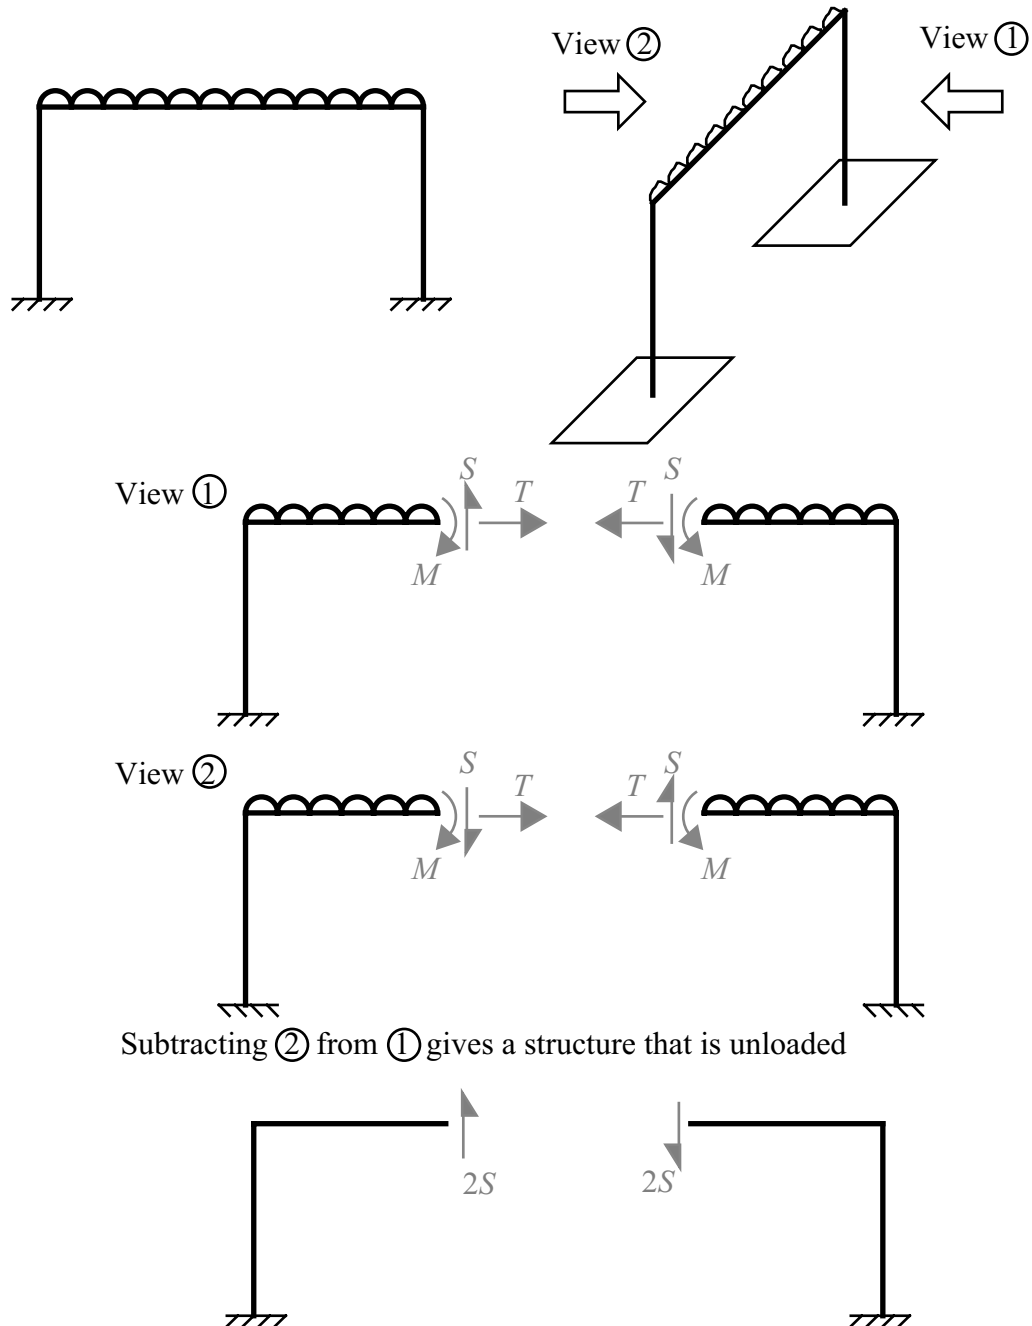 View ② View ①
View ①
S T T S
M M
View ②
S T T S
M M
Subtracting ② from ① gives a structure that is unloaded
2S 2S